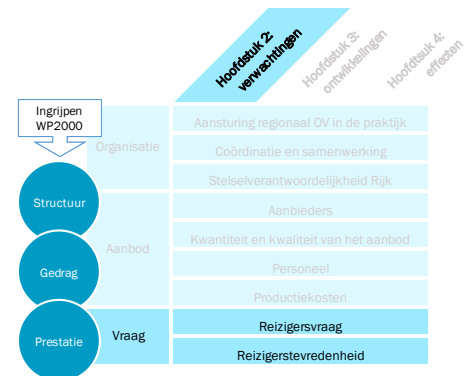 Hoofdstuk 2:
verwachtingen
Hoofdstuk 3:
ontwikkelingen
Hoofdtsuk 4:
effecten
Ingrijpen
WP2000
Organisatie
Aansturing regionaal OV in de praktijk
Coördinatie en samenwerking
Stelselverantwoordelijkheid Rijk
Structuur
Aanbieders
Kwantiteit en kwaliteit van het aanbod
Gedrag
Aanbod
Personeel
Productiekosten
Prestatie
Vraag
Reizigersvraag
Reizigerstevredenheid